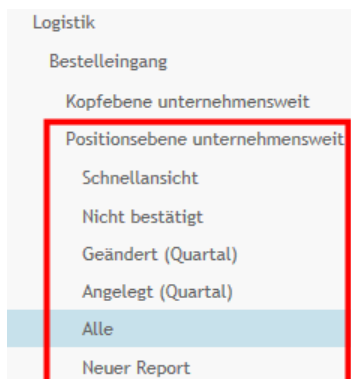 Logistik
Bestelleingang
Kopfebene unternehmensweit
Positionsebene unternehmensweit
Schnellansicht
Nicht bestätigt
Geändert (Quartal)
Angelegt (Quartal)
Alle
Neuer Report